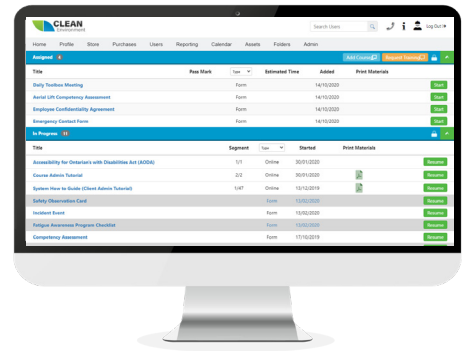 CLEAN
Environment
Search Users
Log Out
Home Profile Store Purchases Users Reporting Calendar Assets Folders Admin
Assigned Add Course Request Training
Title Pass Mark Type Estimated Time Added Print Materials
Daily Toolbox Meeting Form 14/10/2020 Start
Aerial Lift Competency Assessment Form 14/10/2020 Start
Employee Confidentiality Agreement Form 14/10/2020 Start
Emergency Contact Form Form 14/10/2020 Start
In Progress
Title Segment Type Started Print Materials
Accessibility for Ontarian's with Disabilities Act (AODA) 1/1 Online 30/01/2020 Resume
Course Admin Tutorial 2/2 Online 30/01/2020 Resume
System How to Guide (Client Admin Tutorial) 1/47 Online 13/12/2019 Resume
Safety Observation Card Form 13/02/2020 Resume
Incident Event Form 13/02/2020 Resume
Fatigue Awareness Program Checklist Form 13/02/2020 Resume
Competency Assessment Form 17/10/2019 Resume